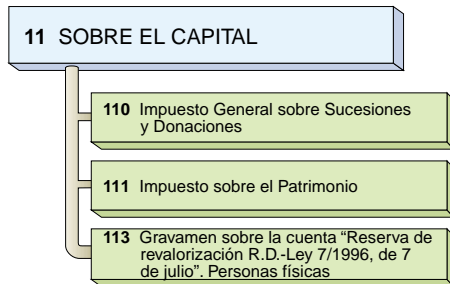 11 SOBRE EL CAPITAL
110 Impuesto General sobre Sucesiones
y Donaciones
111 Impuesto sobre el Patrimonio
113 Gravamen sobre la cuenta “Reserva de
revalorización R.D.-Ley 7/1996, de 7
de julio”. Personas físicas